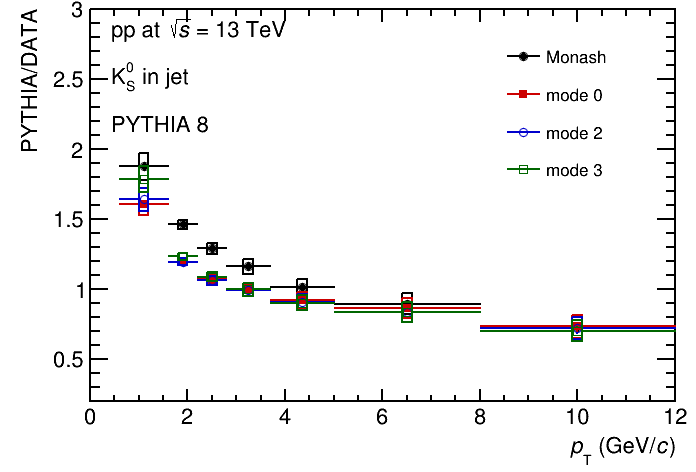 PYTHIA/DATA
3
2.5
2
1.5
1
0.5
pp at √s = 13 TeV
K⁰S in jet
PYTHIA 8
Monash
mode 0
mode 2
mode 3
0 2 4 6 8 10 12
pT (GeV/c)